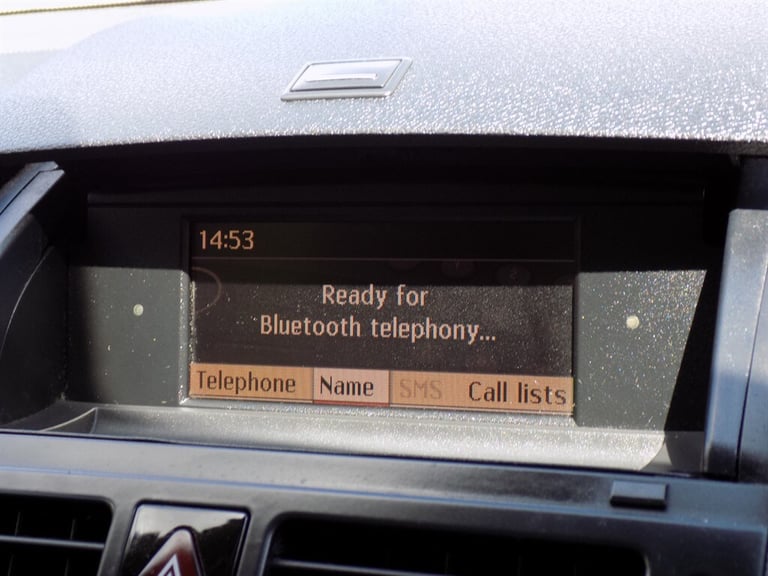 14:53
Ready for
Bluetooth telephony...
Telephone Name SMS Call lists